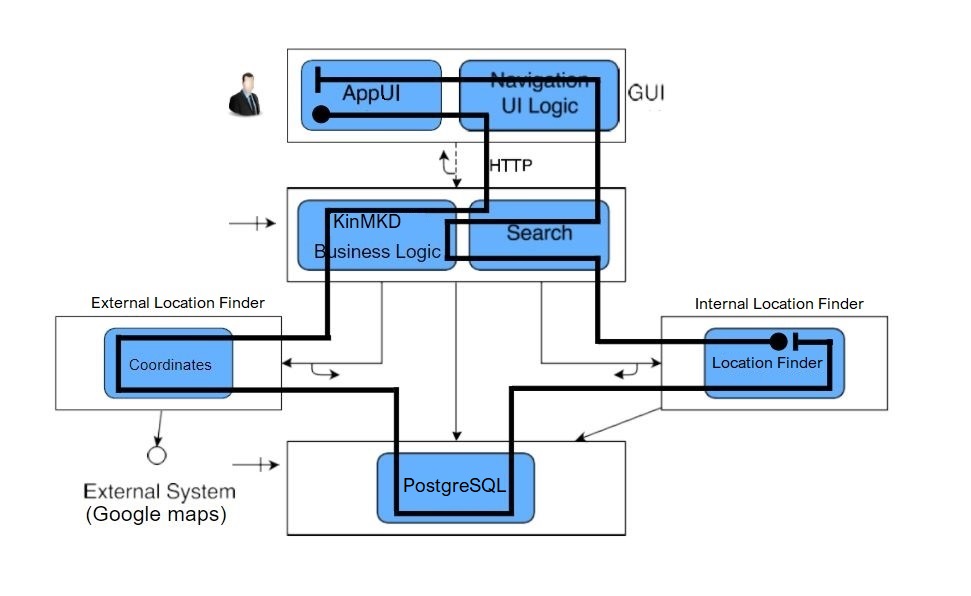 Navigation
AppUI
UI Logic
GUI
HTTP
KinMKD
Business Logic
Search
External Location Finder
Internal Location Finder
Coordinates
Location Finder
PostgreSQL
External System
(Google maps)